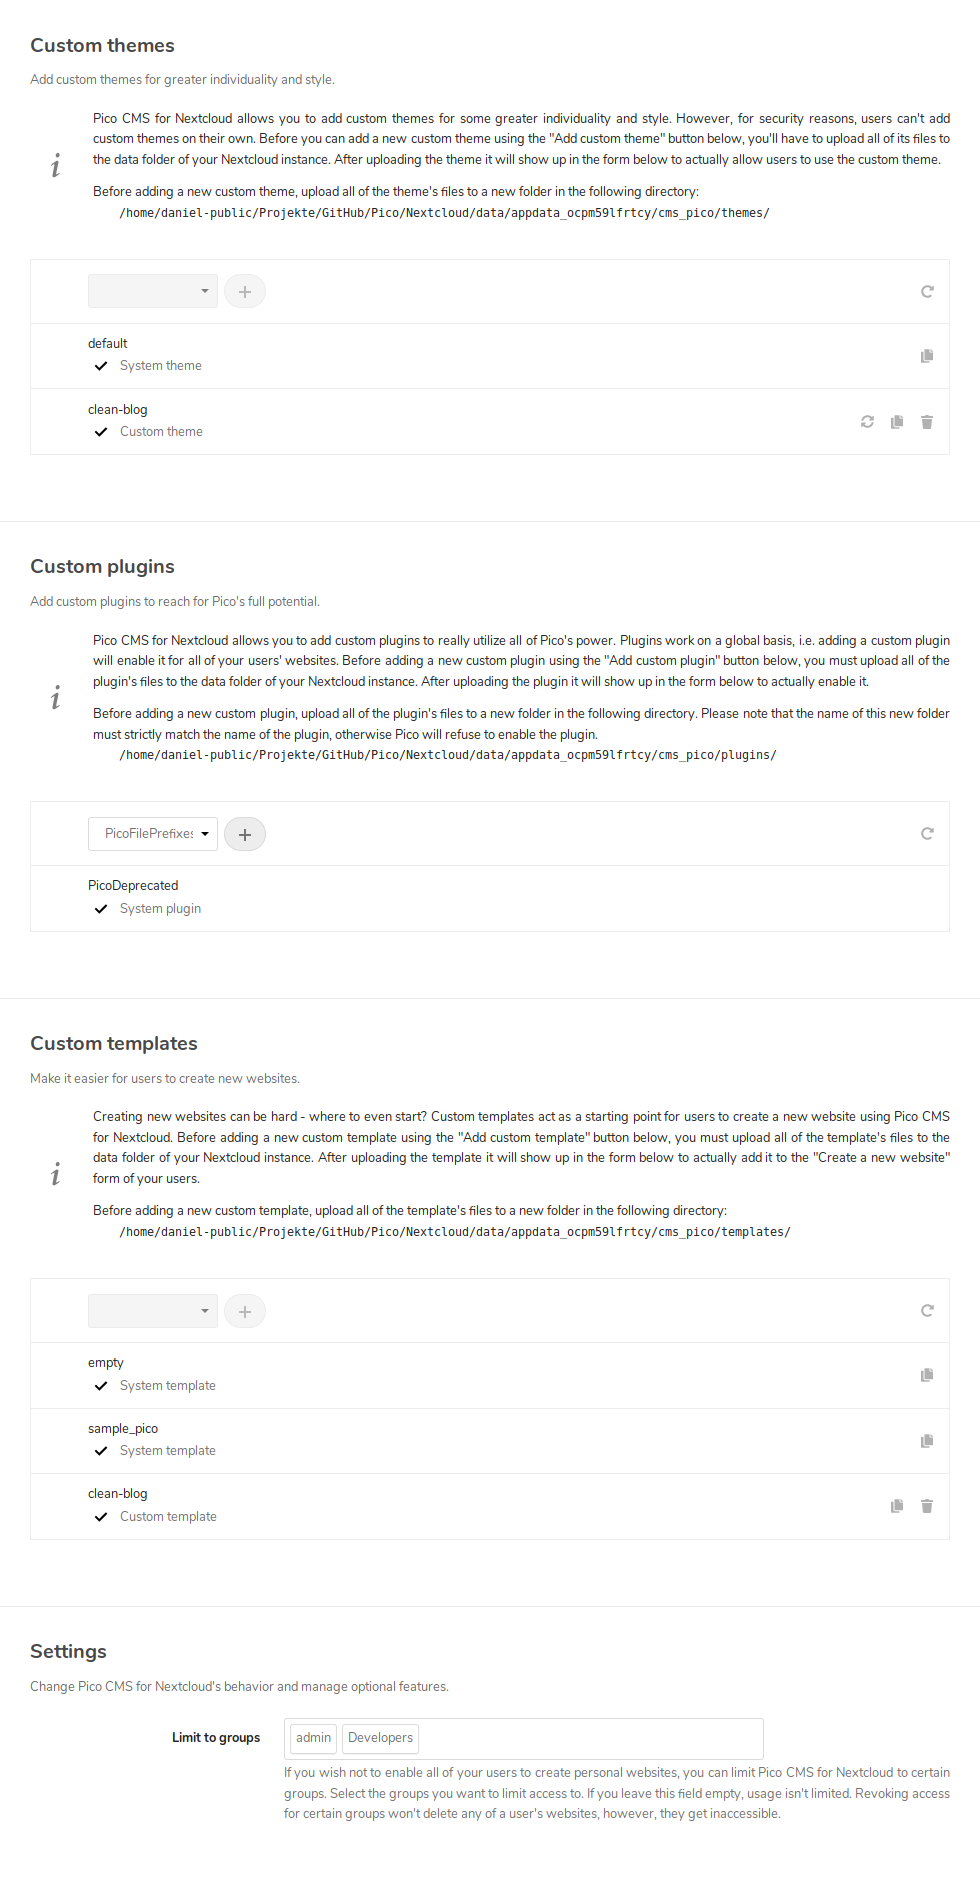 Custom themes
Add custom themes for greater individuality and style.
Pico CMS for Nextcloud allows you to add custom themes for some greater individuality and style. However, for security reasons, users can't add
custom themes on their own. Before you can add a new custom theme using the "Add custom theme" button below, you'll have to upload all of its files to
the data folder of your Nextcloud instance. After uploading the theme it will show up in the form below to actually allow users to use the custom theme.
Before adding a new custom theme, upload all of the theme's files to a new folder in the following directory:
/home/daniel-public/Projekte/GitHub/Pico/Nextcloud/data/appdata_ocpm59lfrtcy/cms_pico/themes/
default
System theme
clean-blog
Custom theme
Custom plugins
Add custom plugins to reach for Pico's full potential.
Pico CMS for Nextcloud allows you to add custom plugins to really utilize all of Pico's power. Plugins work on a global basis, i.e. adding a custom plugin
will enable it for all of your users' websites. Before adding a new custom plugin using the "Add custom plugin" button below, you must upload all of the
plugin's files to the data folder of your Nextcloud instance. After uploading the plugin it will show up in the form below to actually enable it.
Before adding a new custom plugin, upload all of the plugin's files to a new folder in the following directory. Please note that the name of this new folder
must strictly match the name of the plugin, otherwise Pico will refuse to enable the plugin.
/home/daniel-public/Projekte/GitHub/Pico/Nextcloud/data/appdata_ocpm59lfrtcy/cms_pico/plugins/
PicoFilePrefixes
PicoDeprecated
System plugin
Custom templates
Make it easier for users to create new websites.
Creating new websites can be hard - where to even start? Custom templates act as a starting point for users to create a new website using Pico CMS
for Nextcloud. Before adding a new custom template using the "Add custom template" button below, you must upload all of the template's files to the
data folder of your Nextcloud instance. After uploading the template it will show up in the form below to actually add it to the "Create a new website"
form of your users.
Before adding a new custom template, upload all of the template's files to a new folder in the following directory:
/home/daniel-public/Projekte/GitHub/Pico/Nextcloud/data/appdata_ocpm59lfrtcy/cms_pico/templates/
empty
System template
sample_pico
System template
clean-blog
Custom template
Settings
Change Pico CMS for Nextcloud's behavior and manage optional features.
Limit to groups
admin Developers
If you wish not to enable all of your users to create personal websites, you can limit Pico CMS for Nextcloud to certain
groups. Select the groups you want to limit access to. If you leave this field empty, usage isn't limited. Revoking access
for certain groups won't delete any of a user's websites, however, they get inaccessible.